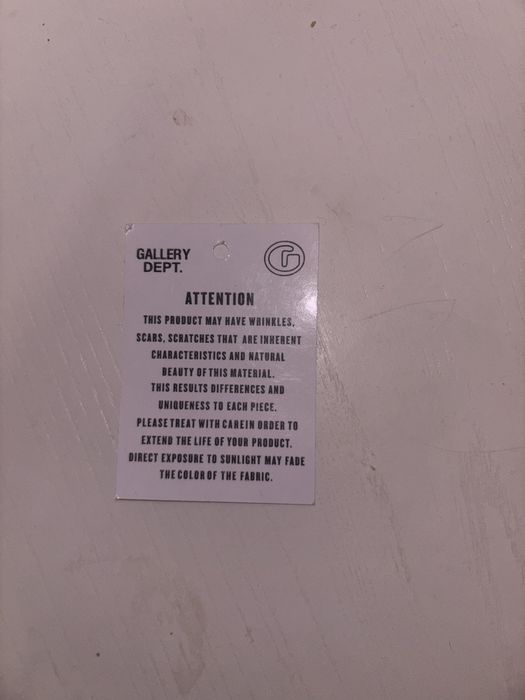 GALLERY
DEPT.
G
ATTENTION
THIS PRODUCT MAY HAVE WRINKLES,
SCARS, SCHATCHES THAT ARE INHERENT
CHARACTERISTICS AND NATURAL
BEAUTY OF THIS MATERIAL.
THIS RESULTS DIFFERENCES AND
UNIQUENESS TO EACH PIECE.
PLEASE TREAT WITH CAREIN ORDER TO
EXTEND THE LIFE OF YOUR PRODUCT.
DIRECT EXPOSURE TO SUNLIGHT MAY FADE
THE COLOR OF THE FABRIC.